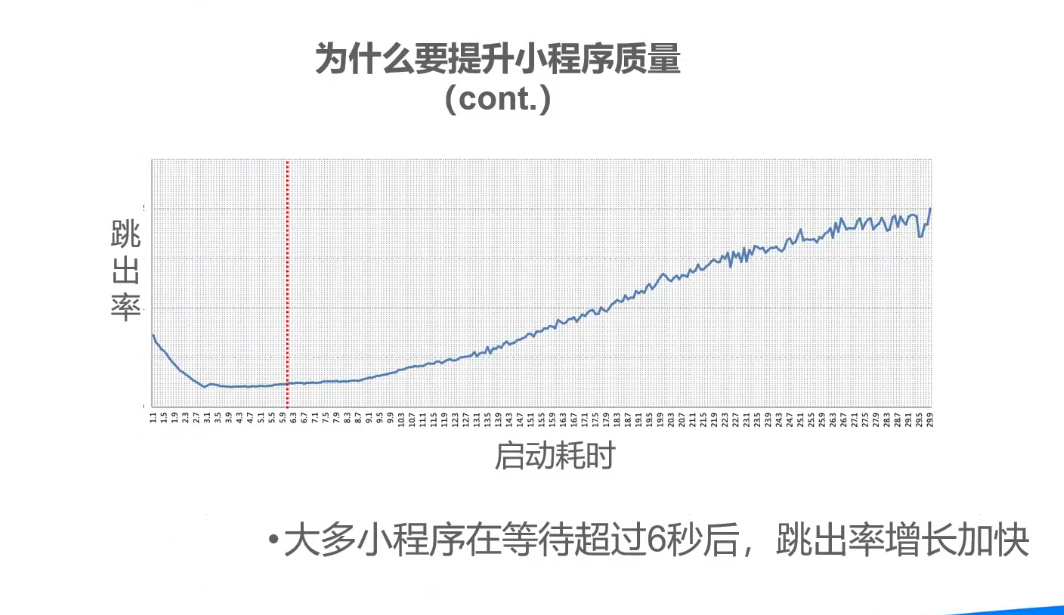 为什么要提升小程序质量
（cont.）
跳出率
1.1 1.5 1.9 2.3 2.7 3.1 3.5 3.9 4.3 4.7 5.1 5.5 5.9 6.3 6.7 7.1 7.5 7.9 8.3 8.7 9.1 9.5 9.9 10.3 10.7 11.1 11.5 11.9 12.3 12.7 13.1 13.5 13.9 14.3 14.7 15.1 15.5 15.9 16.3 16.7 17.1 17.5 17.9 18.3 18.7 19.1 19.5 19.9 20.3 20.7 21.1 21.5 21.9 22.3 22.7 23.1 23.5 23.9 24.3 24.7 25.1 25.5 25.9 26.3 26.7 27.1 27.5 27.9 28.3 28.7 29.1 29.5 29.9
启动耗时
•大多小程序在等待超过6秒后，跳出率增长加快